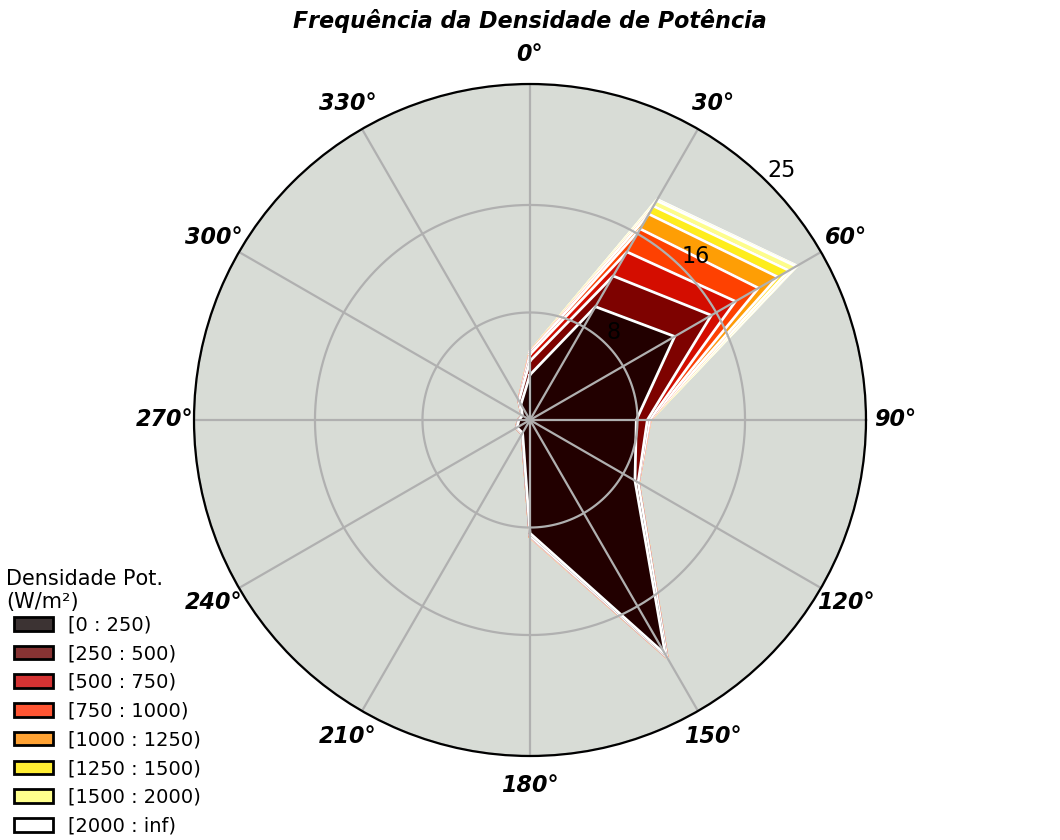 Frequência da Densidade de Potência
0°
330°
30°
25
300°
60°
16
8
270°
90°
240°
120°
210°
150°
180°
Densidade Pot.
(W/m²)
[0 : 250)
[250 : 500)
[500 : 750)
[750 : 1000)
[1000 : 1250)
[1250 : 1500)
[1500 : 2000)
[2000 : inf)